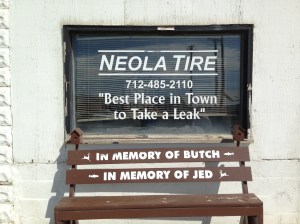 NEOLA TIRE
712-485-2110
"Best Place in Town
to Take a Leak"
IN MEMORY OF BUTCH
IN MEMORY OF JED